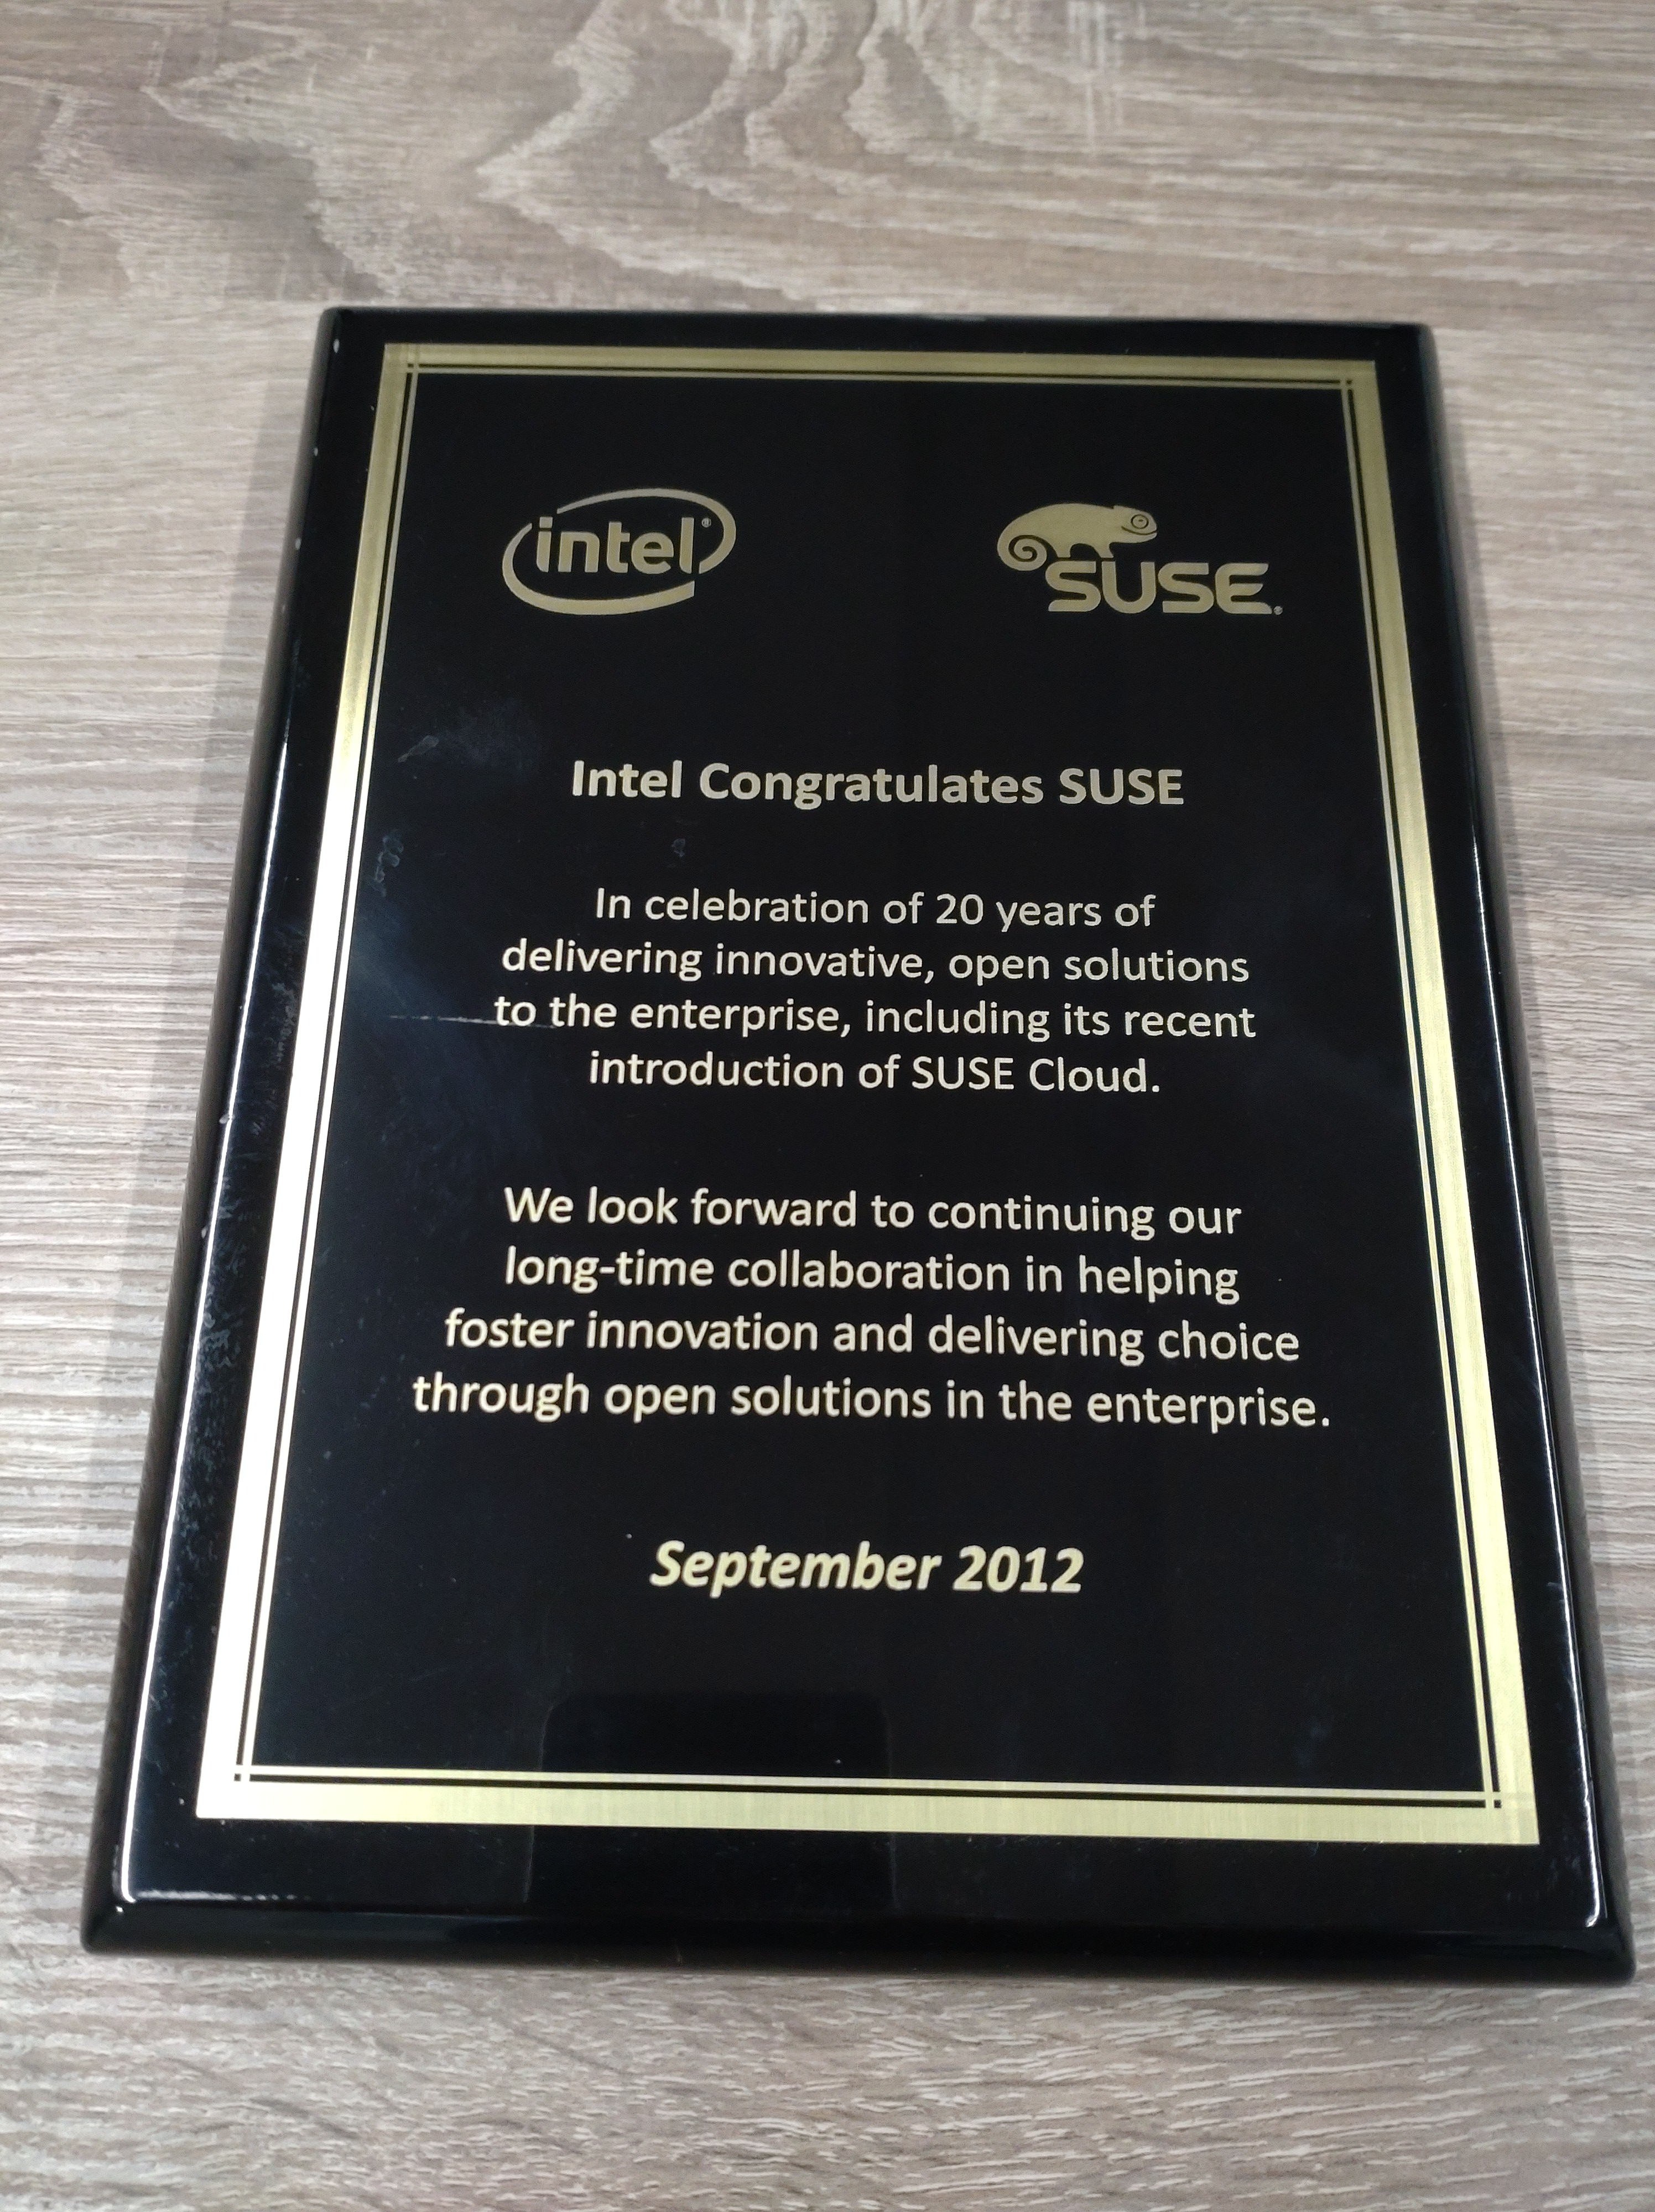 intel®
SUSE®
Intel Congratulates SUSE
In celebration of 20 years of
delivering innovative, open solutions
to the enterprise, including its recent
introduction of SUSE Cloud.
We look forward to continuing our
long-time collaboration in helping
foster innovation and delivering choice
through open solutions in the enterprise.
September 2012